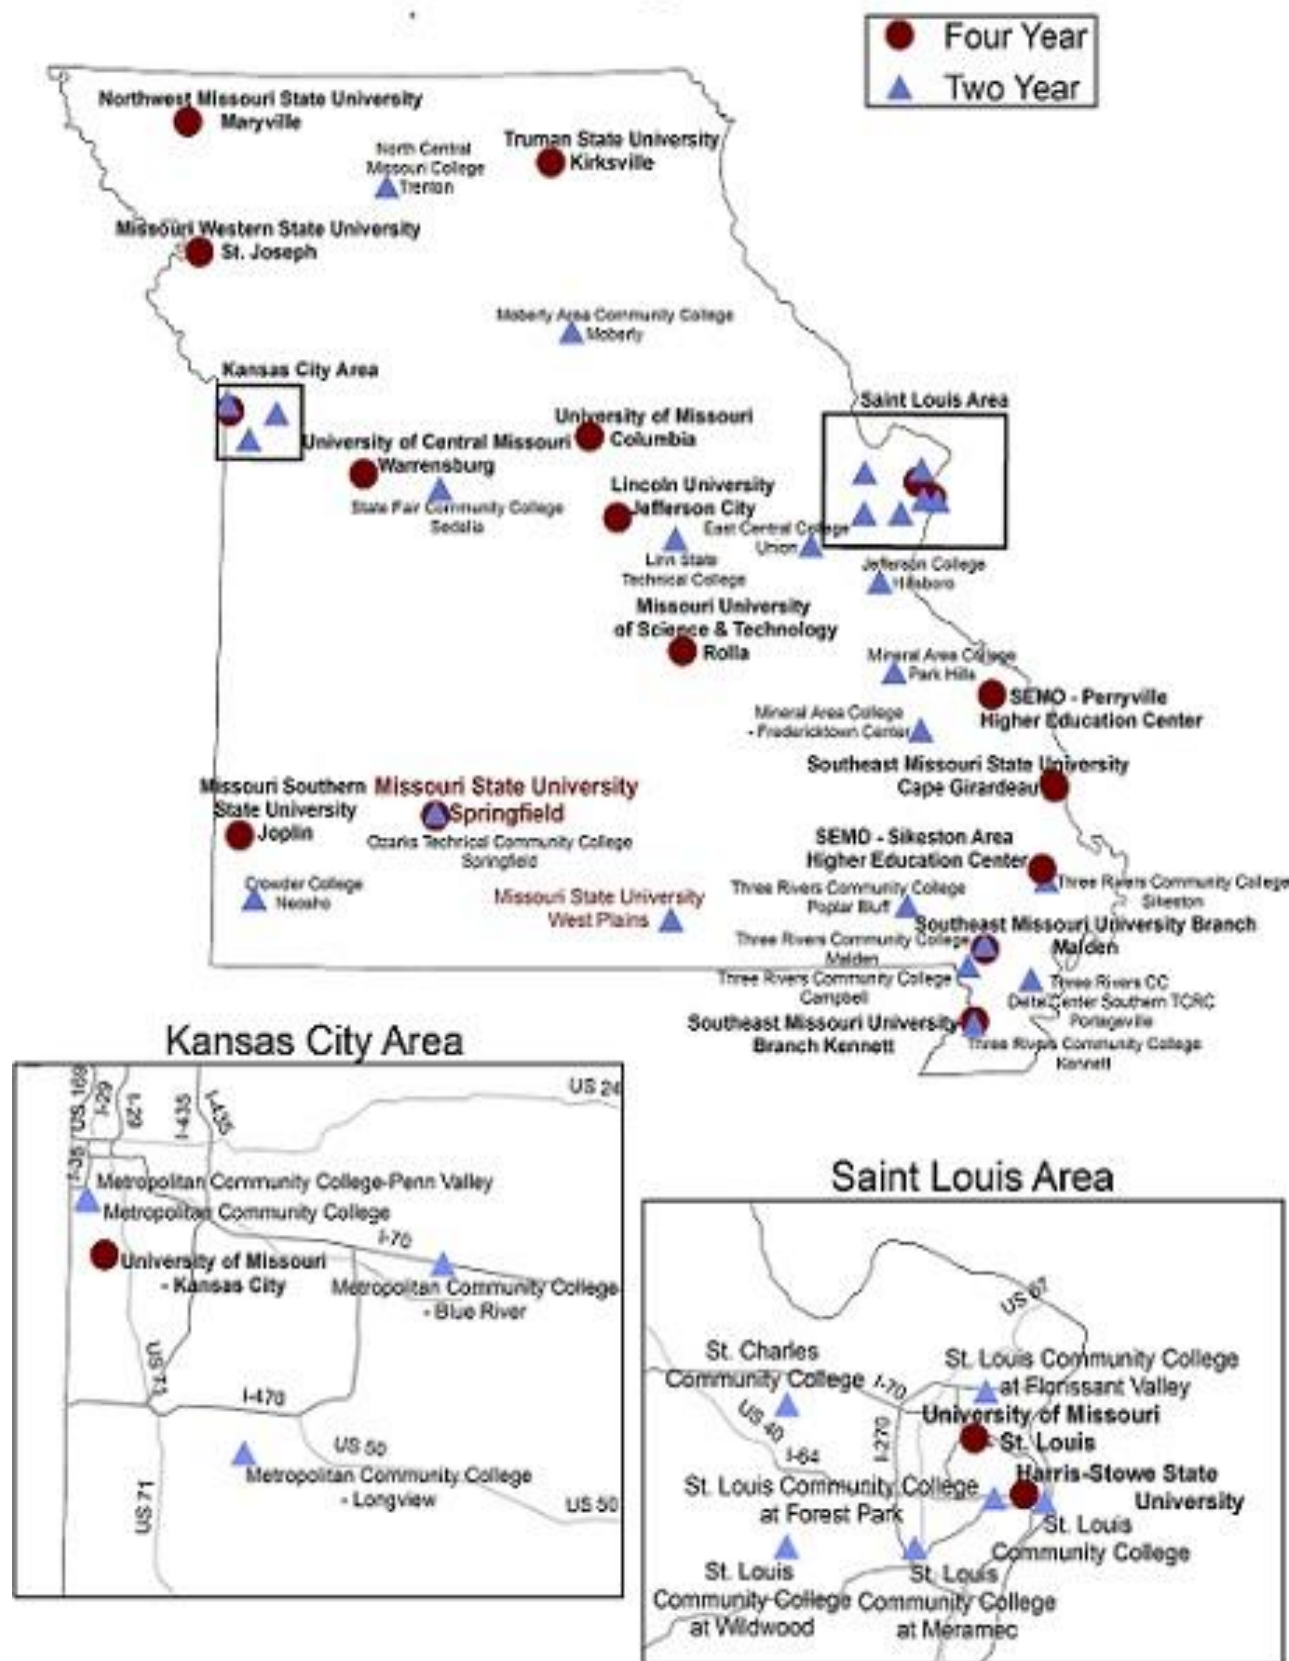 Four Year
Two Year
Northwest Missouri State University
Maryville
North Central
Missouri College
Trenton
Truman State University
Kirksville
Missouri Western State University
St. Joseph
Moberly Area Community College
Moberly
Kansas City Area
Saint Louis Area
University of Missouri
Columbia
University of Central Missouri
Warrensburg
State Fair Community College
Sedalia
Lincoln University
Jefferson City
East Central College
Union
Linn State
Technical College
Jefferson College
Hillsboro
Missouri University
of Science & Technology
Rolla
Mineral Area College
Park Hills
SEMO - Perryville
Higher Education Center
Mineral Area College
- Fredericktown Center
Southeast Missouri State University
Cape Girardeau
Missouri Southern
State University
Joplin
Missouri State University
Springfield
Ozarks Technical Community College
Springfield
SEMO - Sikeston Area
Higher Education Center
Crowder College
Neosho
Missouri State University
West Plains
Three Rivers Community College
Poplar Bluff
Three Rivers Community College
Sikeston
Southeast Missouri University Branch
Malden
Three Rivers Community College
Malden
Three Rivers Community College
Campbell
Three Rivers CC
Delta Center Southern TCRC
Portageville
Southeast Missouri University
Branch Kennett
Three Rivers Community College
Kennett
Kansas City Area
US 169
I-29
I-29
I-435
I-435
US 24
I-35
Metropolitan Community College-Penn Valley
Metropolitan Community College
I-70
University of Missouri
- Kansas City
Metropolitan Community College
- Blue River
US 71
I-470
US 50
Metropolitan Community College
- Longview
US 71
US 50
Saint Louis Area
US 67
St. Charles
Community College
I-70
St. Louis Community College
at Florissant Valley
US 40
I-64
I-270
University of Missouri
St. Louis
Harris-Stowe State
University
St. Louis Community College
at Forest Park
St. Louis
Community College
St. Louis
Community College
at Wildwood
St. Louis
Community College
at Meramec